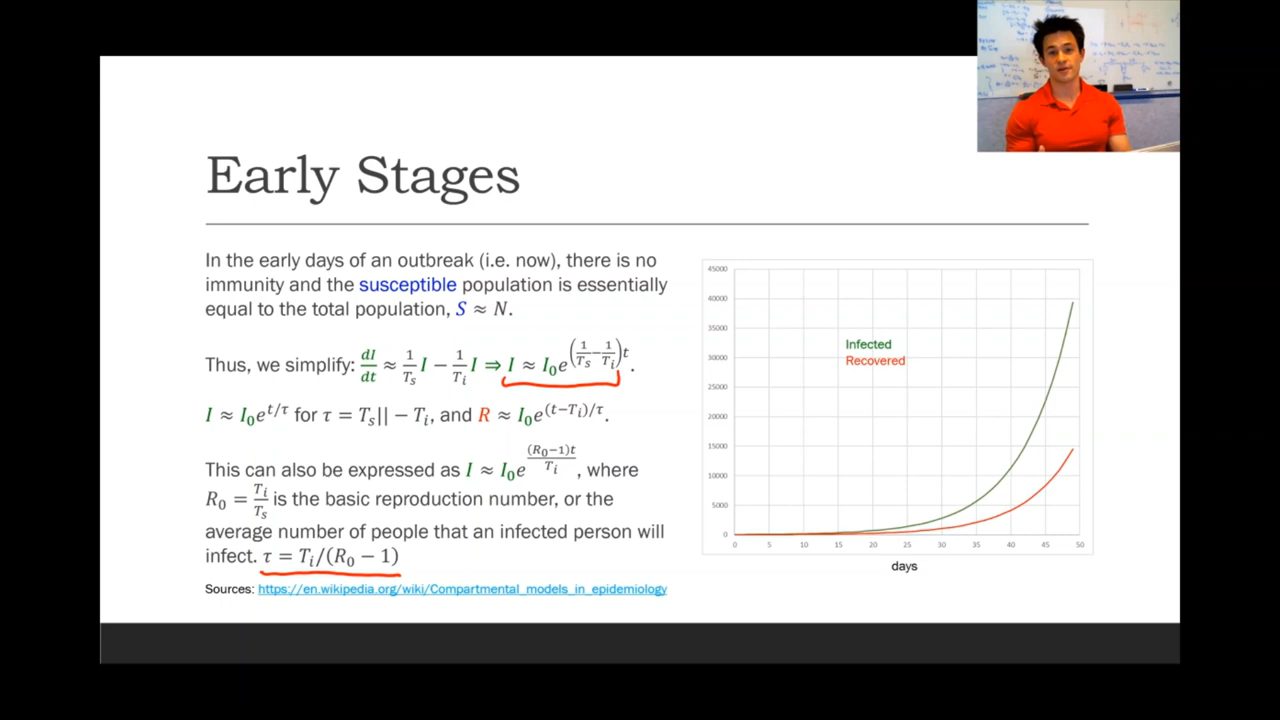 Early Stages
In the early days of an outbreak (i.e. now), there is no
immunity and the susceptible population is essentially
equal to the total population, S ≈ N.
Thus, we simplify: dI/dt ≈ 1/Tₛ I − 1/Tᵢ I ⇒ I ≈ I₀e^(1/Tₛ − 1/Tᵢ)t.
I ≈ I₀e^t/τ for τ = Tₛ|| − Tᵢ, and R ≈ I₀e^(t−Tᵢ)/τ.
This can also be expressed as I ≈ I₀e^(R₀−1)t/Tᵢ, where
R₀ = Tᵢ/Tₛ is the basic reproduction number, or the
average number of people that an infected person will
infect. τ = Tᵢ/(R₀ − 1)
Sources: https://en.wikipedia.org/wiki/Compartmental_models_in_epidemiology
45000
40000
35000
30000
25000
20000
15000
10000
5000
0
Infected
Recovered
0 5 10 15 20 25 30 35 40 45 50
days